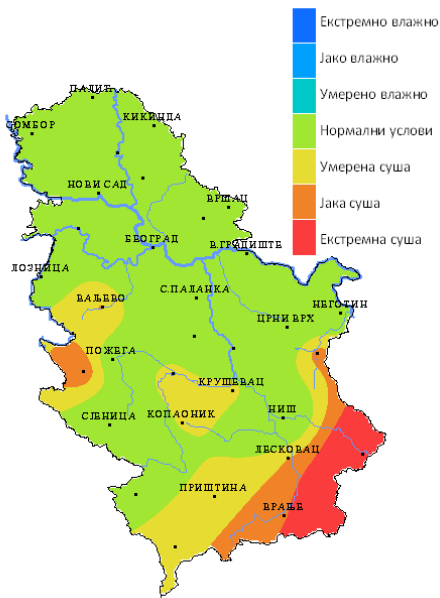 Екстремно влажно
Јако влажно
Умерено влажно
Нормални услови
Умерена суша
Јака суша
Екстремна суша
ПАЛИЋ
СОМБОР
КИКИНДА
НОВИ САД
ВРШАЦ
БЕОГРАД
В.ГРАДИШТЕ
ЛОЗНИЦА
С.ПАЛАНКА
ВАЉЕВО
НЕГОТИН
ЦРНИ ВРХ
ПОЖЕГА
КРУШЕВАЦ
КОПАОНИК
НИШ
СЈЕНИЦА
ЛЕСКОВАЦ
ПРИШТИНА
ВРАЊЕ